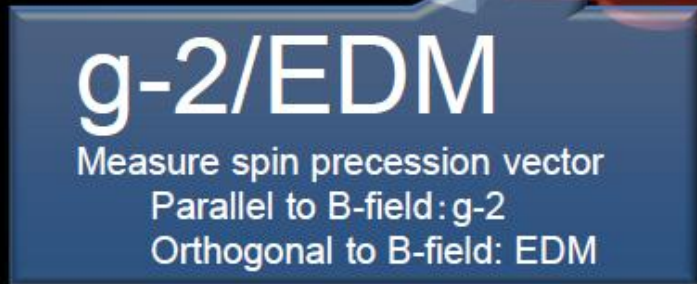 g-2/EDM
Measure spin precession vector
Parallel to B-field:g-2
Orthogonal to B-field: EDM